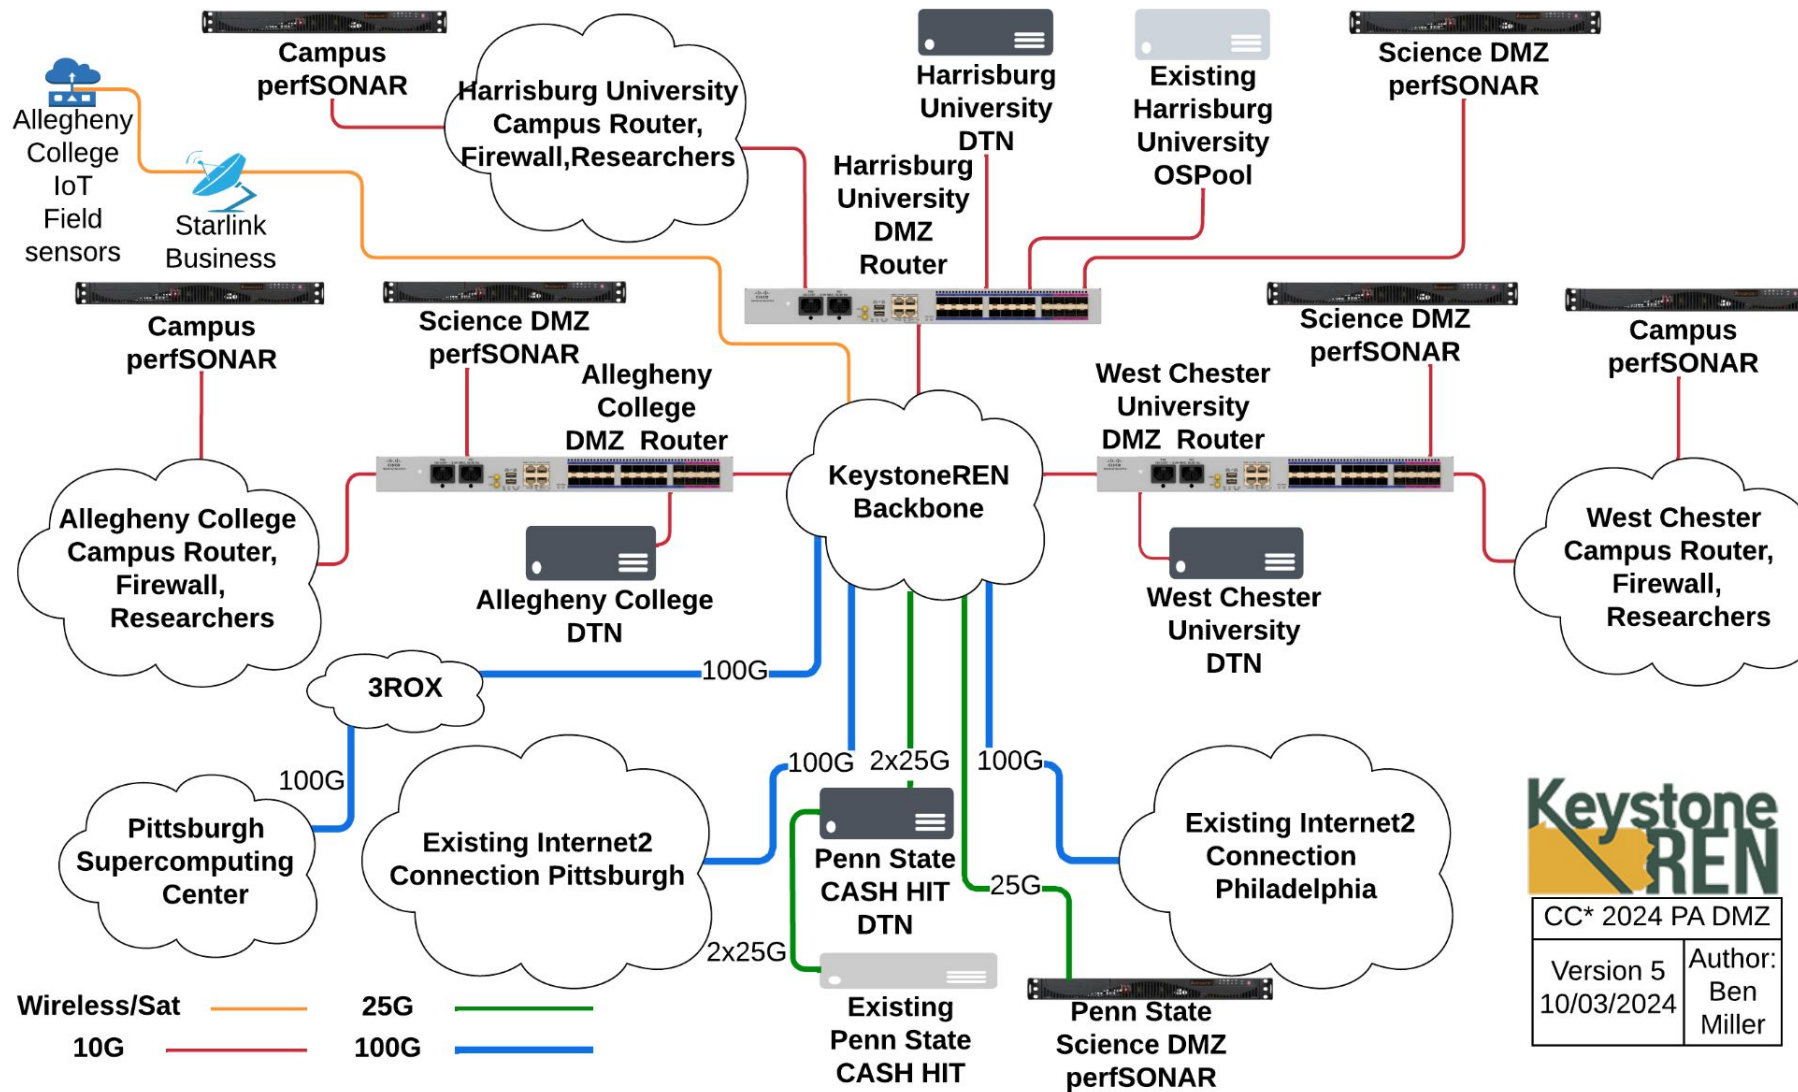 Campus
perfSONAR
Harrisburg University
Campus Router,
Firewall,Researchers
Harrisburg
University
DTN
Existing
Harrisburg
University
OSPool
Science DMZ
perfSONAR
Allegheny
College
IoT
Field
sensors
Starlink
Business
Harrisburg
University
DMZ
Router
Campus
perfSONAR
Science DMZ
perfSONAR
Allegheny
College
DMZ Router
West Chester
University
DMZ Router
Science DMZ
perfSONAR
Campus
perfSONAR
KeystoneREN
Backbone
Allegheny College
Campus Router,
Firewall,
Researchers
Allegheny College
DTN
West Chester
University
DTN
West Chester
Campus Router,
Firewall,
Researchers
3ROX
100G
100G
100G
2x25G
100G
Pittsburgh
Supercomputing
Center
Existing Internet2
Connection Pittsburgh
Penn State
CASH HIT
DTN
25G
Existing Internet2
Connection
Philadelphia
2x25G
Existing
Penn State
CASH HIT
Penn State
Science DMZ
perfSONAR
Wireless/Sat
25G
10G
100G
Keystone
REN
CC* 2024 PA DMZ
Version 5
10/03/2024
Author:
Ben
Miller